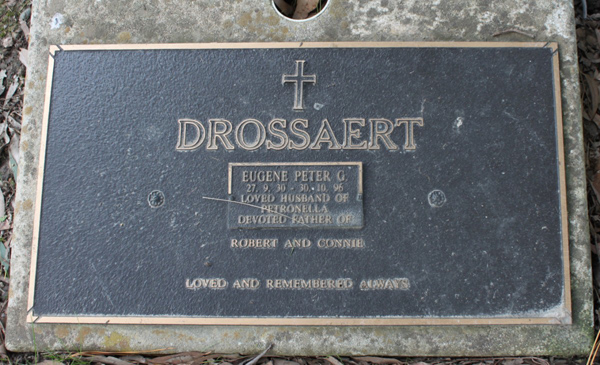 DROSSAERT
EUGENE PETER G.
27. 9. 30 - 30. 10. 96
LOVED HUSBAND OF
PETRONELLA
DEVOTED FATHER OF
ROBERT AND CONNIE
LOVED AND REMEMBERED ALWAYS